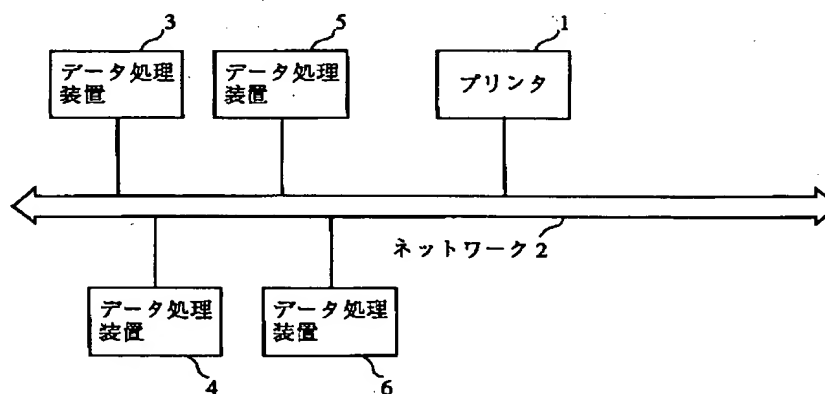 3
データ処理
装置
5
データ処理
装置
1
プリンタ
ネットワーク2
データ処理
装置
4
データ処理
装置
6